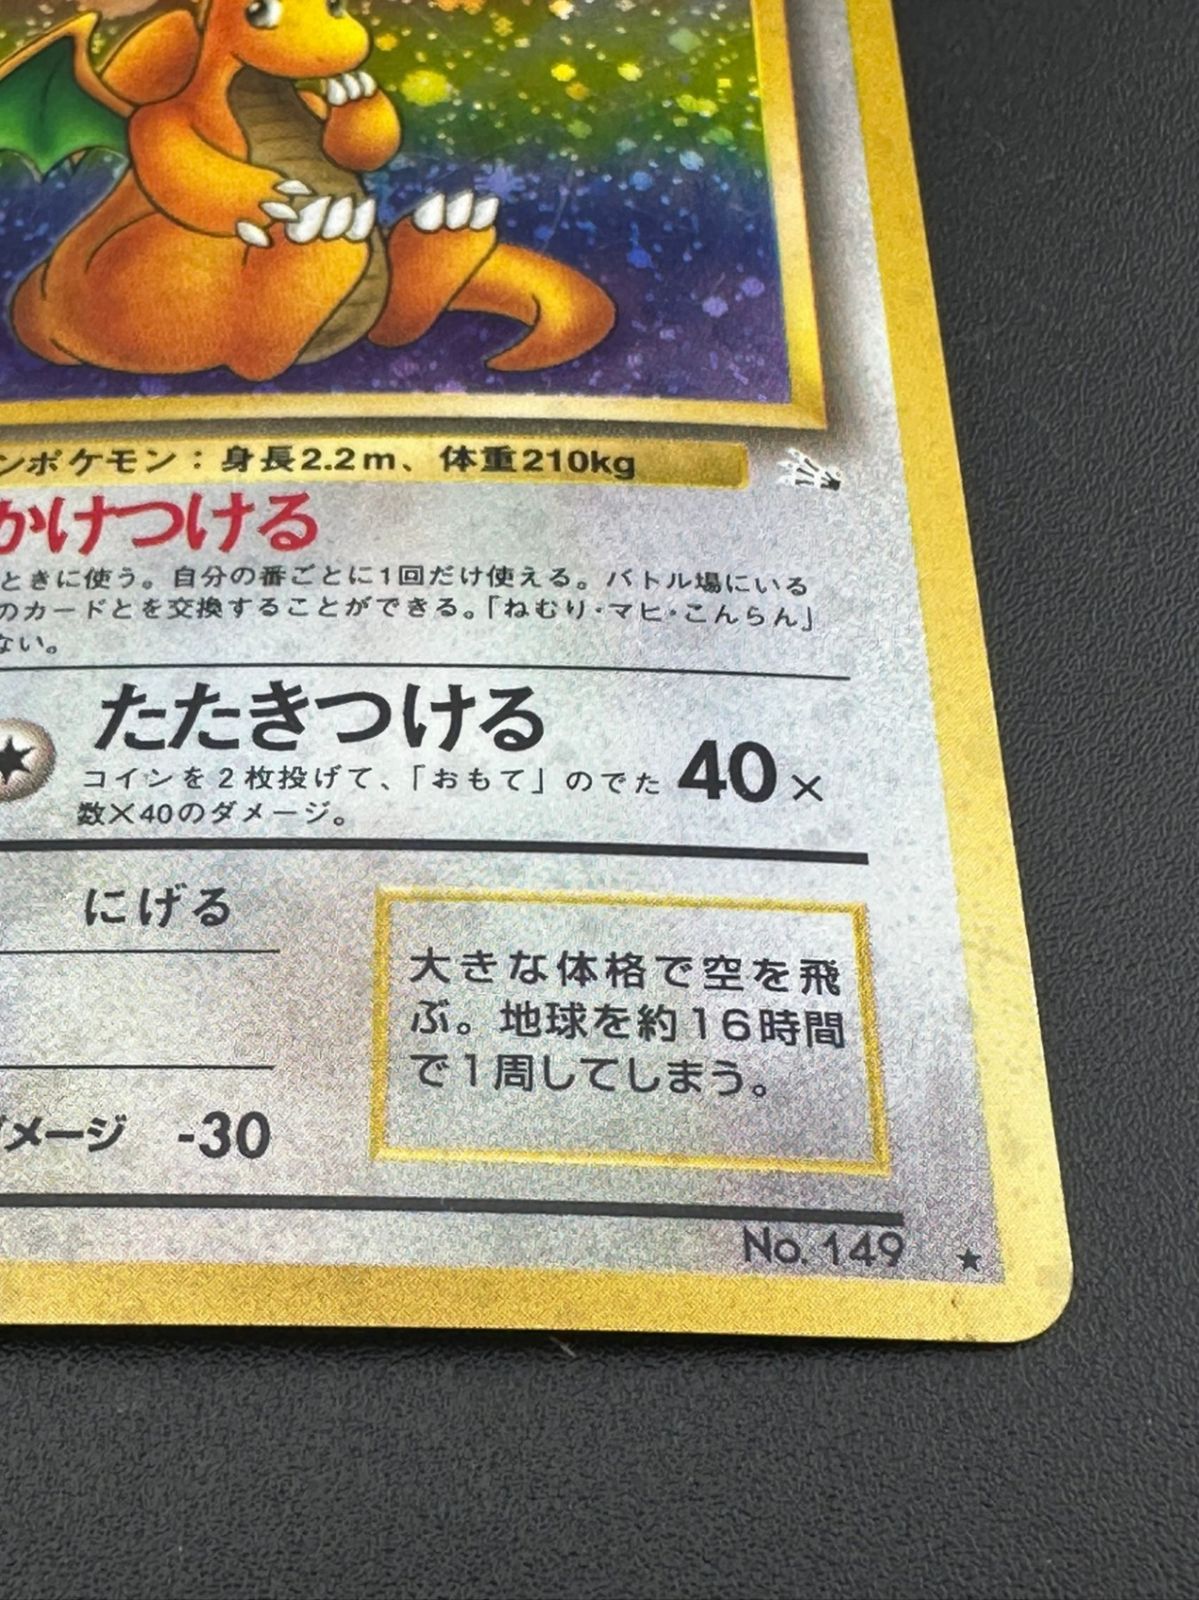 ンポケモン：身長2.2m、体重210kg
かけつける
ときに使う。自分の番ごとに1回だけ使える。バトル場にいる
のカードとを交換することができる。「ねむり・マヒ・こんらん」
ない。
たたきつける
コインを2枚投げて、「おもて」のでた
数×40のダメージ。
40×
にげる
大きな体格で空を飛
ぶ。地球を約16時間
で1周してしまう。
ダメージ -30
No. 149 ★